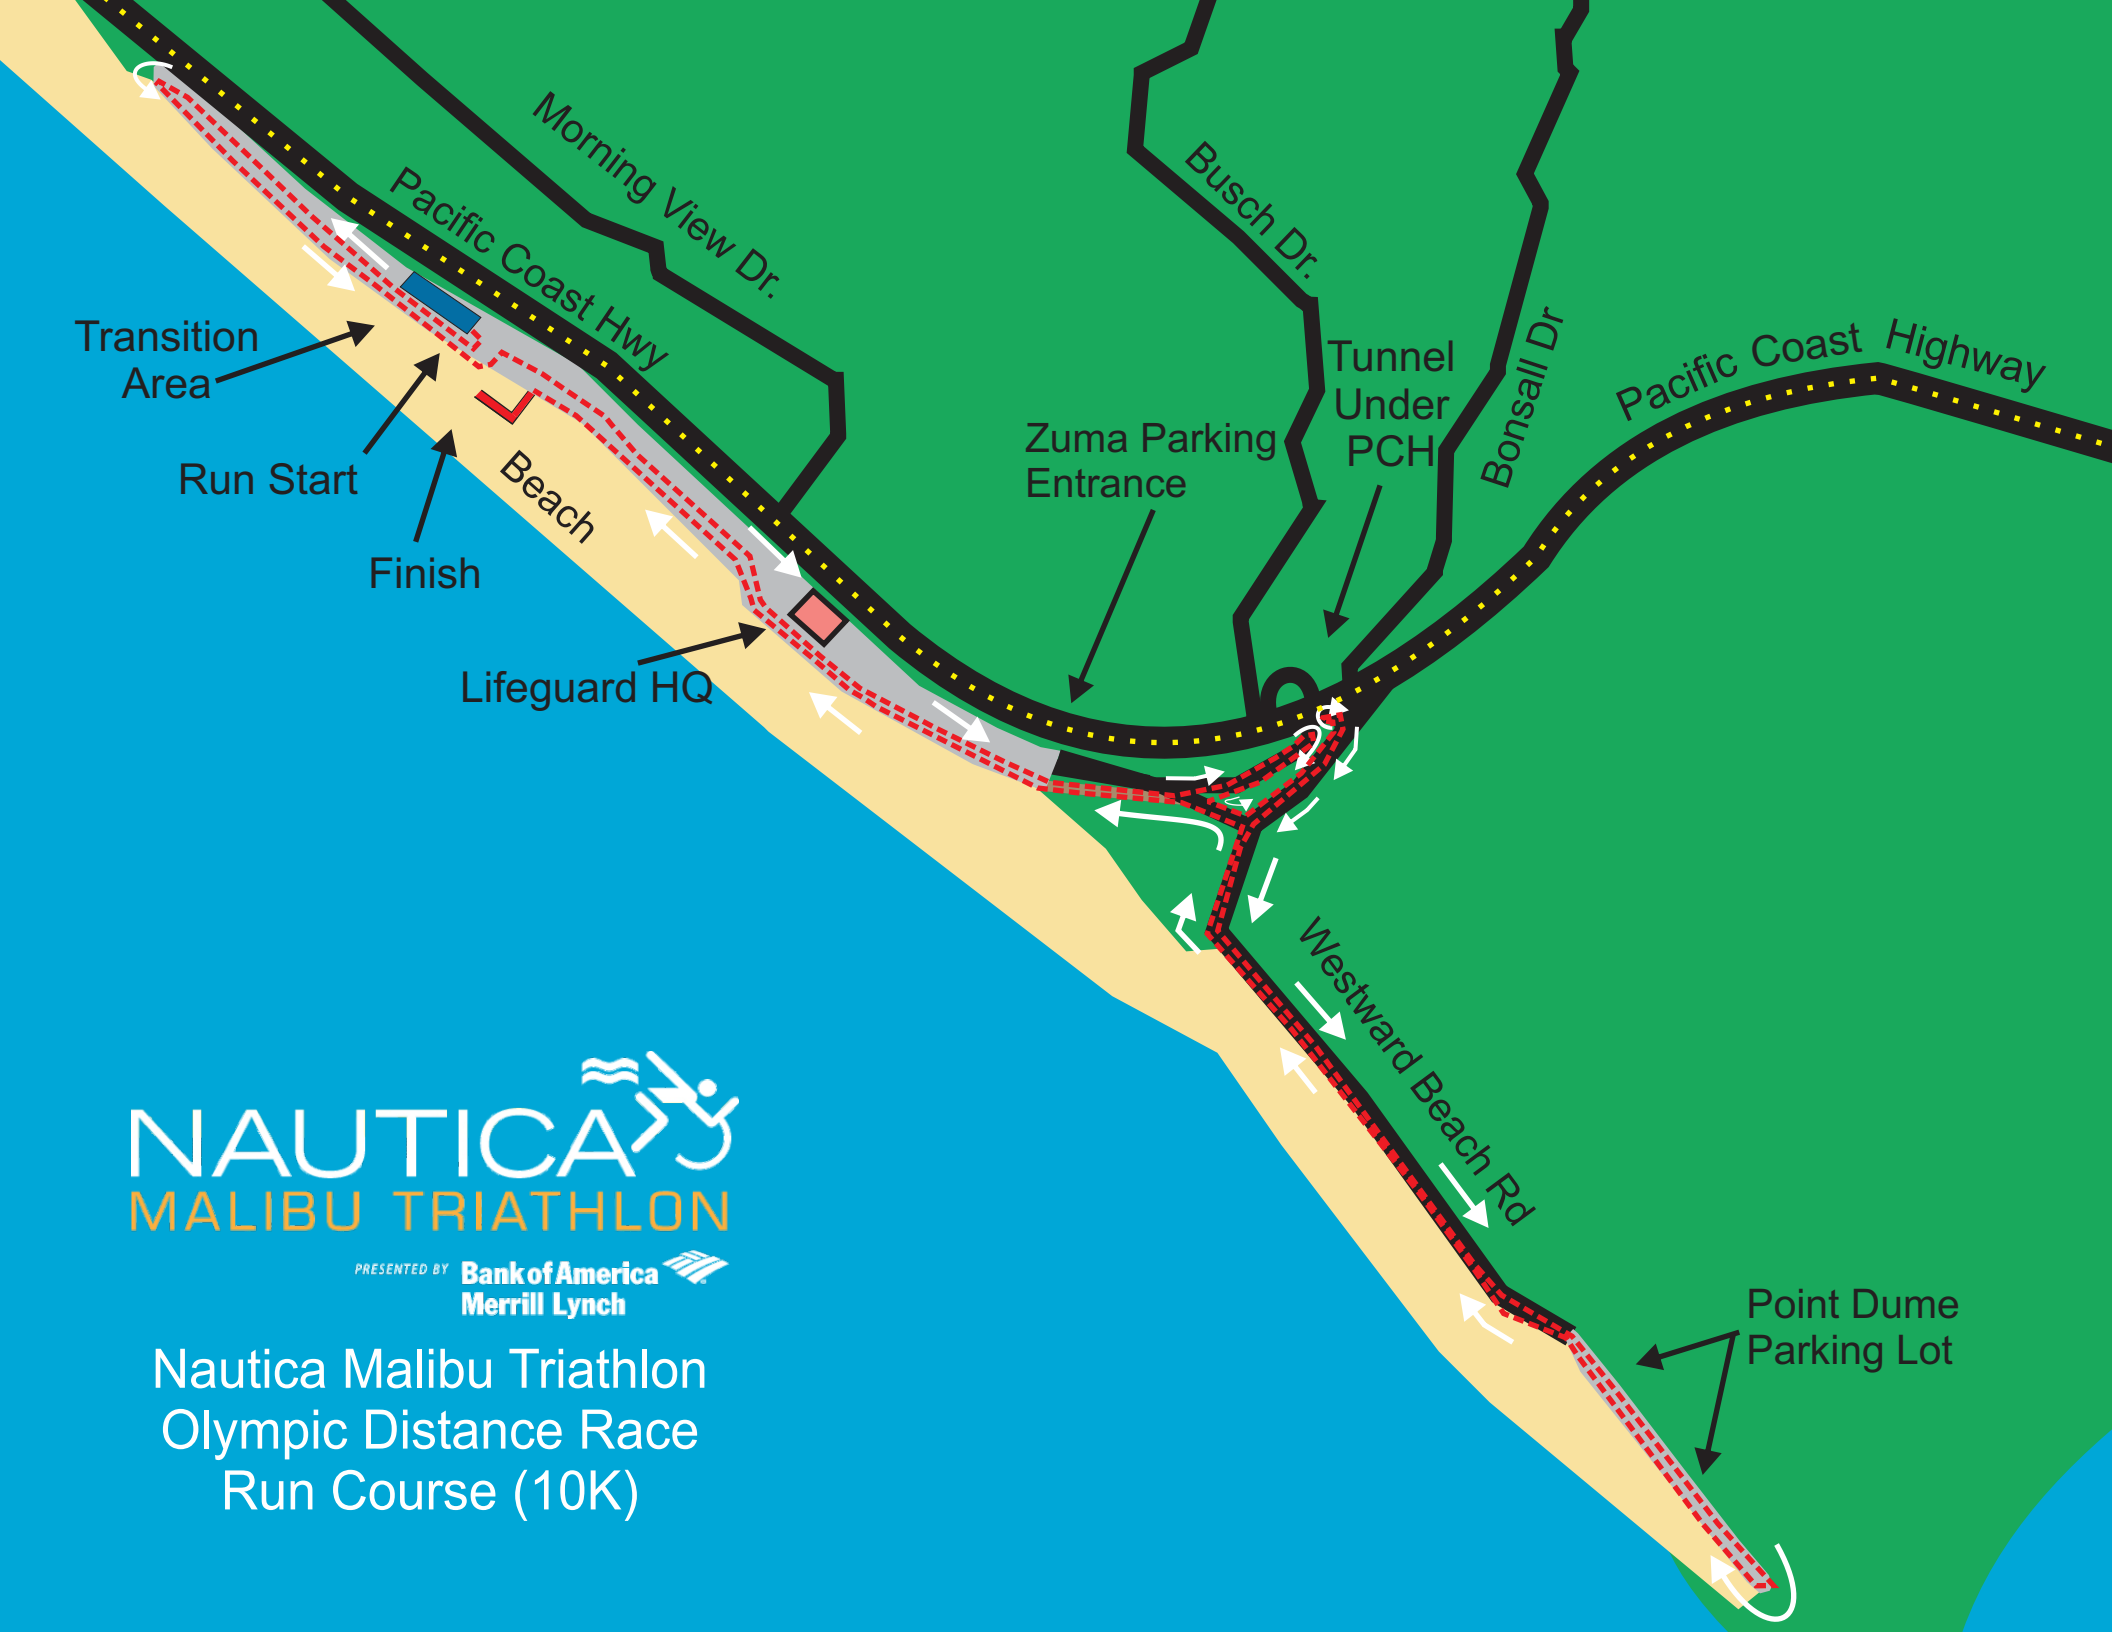 Morning View Dr.
Pacific Coast Hwy
Busch Dr.
Bonsall Dr
Pacific Coast Highway
Transition
Area
Tunnel
Under
PCH
Zuma Parking
Entrance
Run Start
Beach
Finish
Lifeguard HQ
Westward Beach Rd
NAUTICA
MALIBU TRIATHLON
PRESENTED BY
Bank of America
Merrill Lynch
Point Dume
Parking Lot
Nautica Malibu Triathlon
Olympic Distance Race
Run Course (10K)